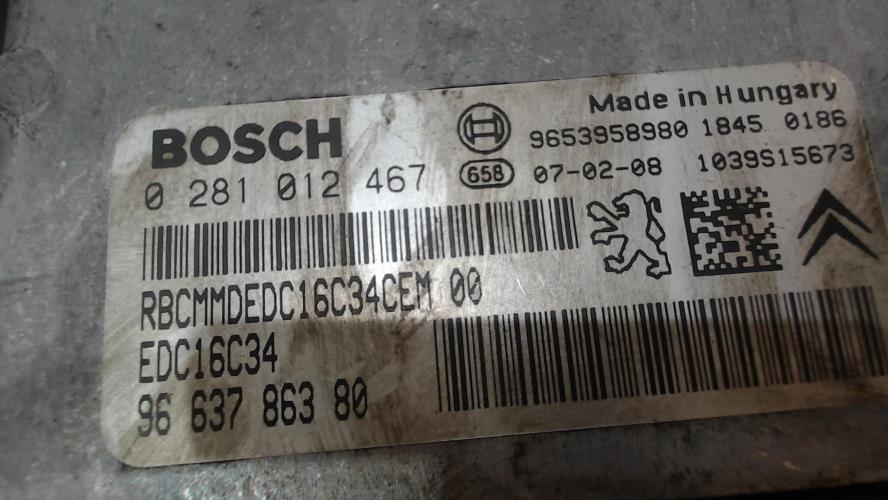 Made in Hungary
BOSCH
9653958980 1845 0186
0 281 012 467
658
07-02-08
1039S15673
RBCMMDEDC16C34CEM 00
EDC16C34
96 637 863 80